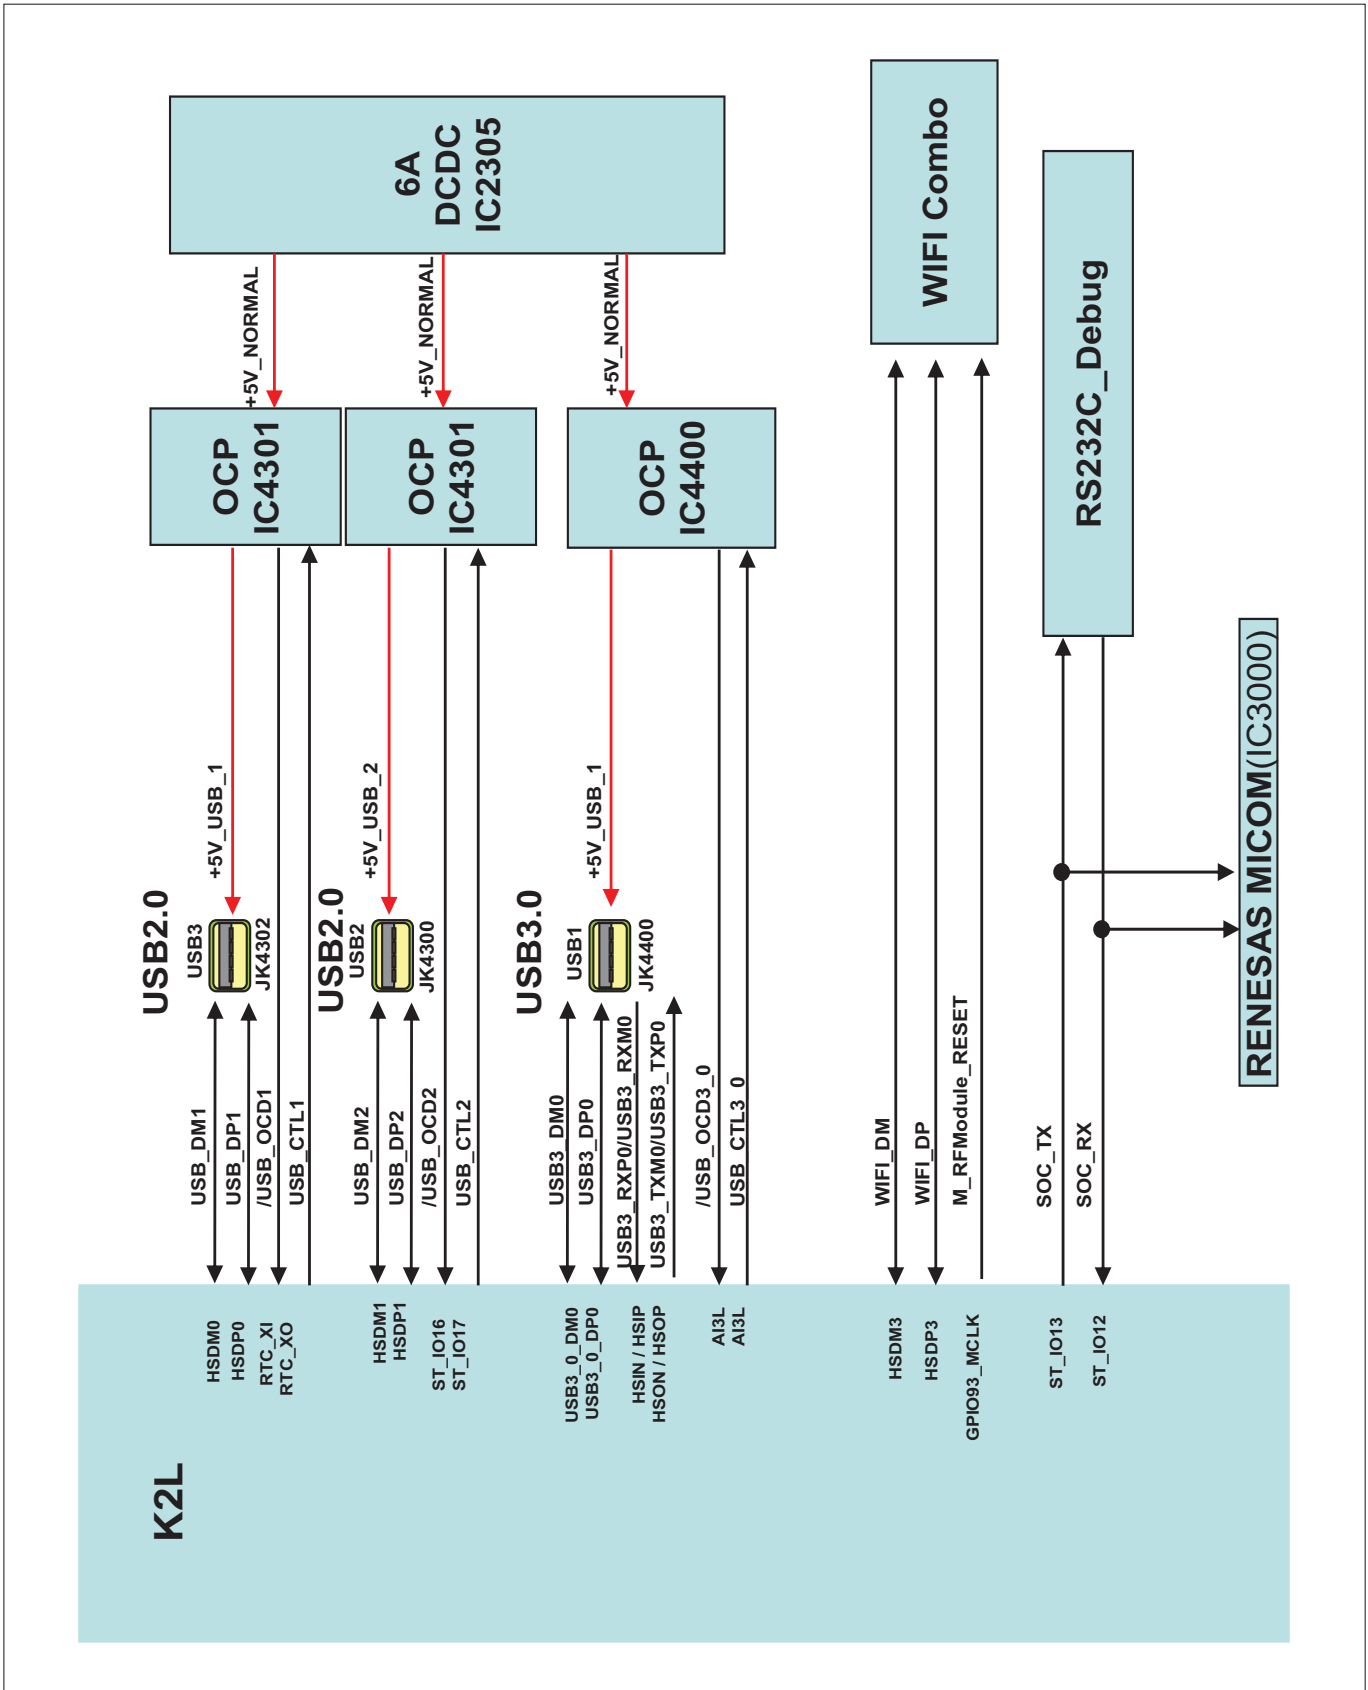 K2L
HSDM0
HSDP0
RTC_XI
RTC_XO
HSDM1
HSDP1
ST_IO16
ST_IO17
USB3_0_DM0
USB3_0_DP0
HSIN / HSIP
HSON / HSOP
AI3L
AI3L
HSDM3
HSDP3
GPIO93_MCLK
ST_IO13
ST_IO12
USB_DM1
USB_DP1
/USB_OCD1
USB_CTL1
USB_DM2
USB_DP2
/USB_OCD2
USB_CTL2
USB3_DM0
USB3_DP0
USB3_RXP0/USB3_RXM0
USB3_TXM0/USB3_TXP0
/USB_OCD3_0
USB_CTL3_0
WIFI_DM
WIFI_DP
M_RFModule_RESET
SOC_TX
SOC_RX
USB2.0
USB3
JK4302
USB2.0
USB2
JK4300
USB3.0
USB1
JK4400
+5V_USB_1
+5V_USB_2
+5V_USB_1
OCP
IC4301
OCP
IC4301
OCP
IC4400
+5V_NORMAL
+5V_NORMAL
+5V_NORMAL
6A
DCDC
IC2305
WIFI Combo
RS232C_Debug
RENESAS MICOM(IC3000)